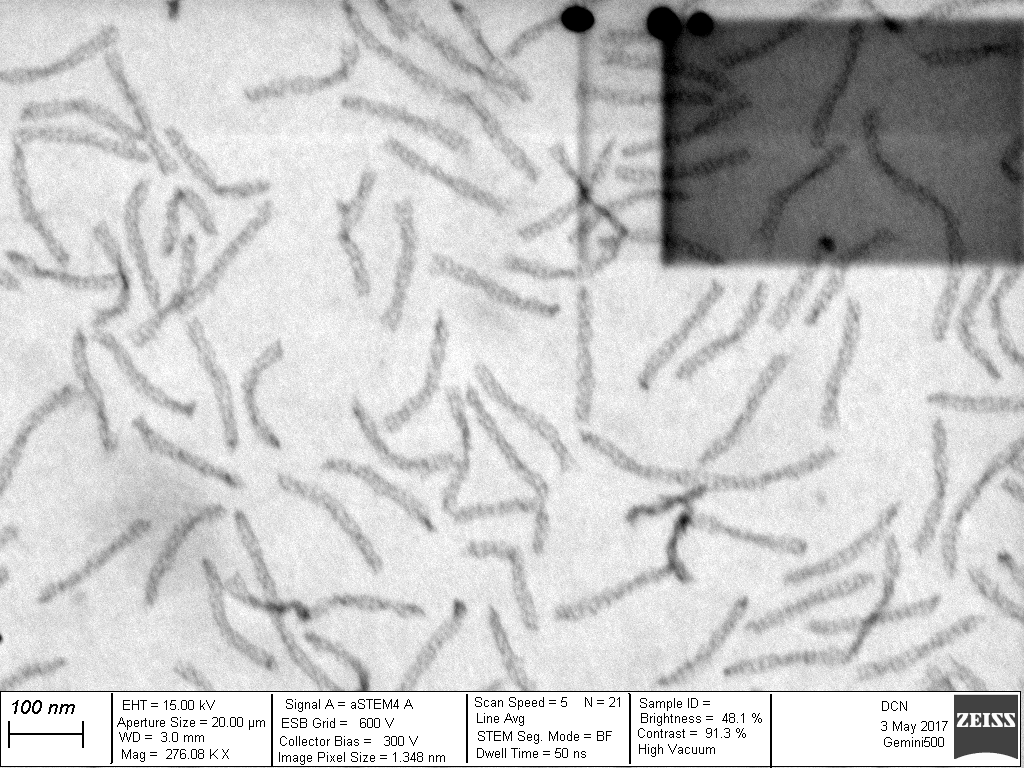 100 nm
EHT = 15.00 kV
Aperture Size = 20.00 µm
WD = 3.0 mm
Mag = 276.08 K X
Signal A = aSTEM4 A
ESB Grid = 600 V
Collector Bias = 300 V
Image Pixel Size = 1.348 nm
Scan Speed = 5 N = 21
Line Avg
STEM Seg. Mode = BF
Dwell Time = 50 ns
Sample ID =
Brightness = 48.1 %
Contrast = 91.3 %
High Vacuum
DCN
3 May 2017
Gemini500
ZEISS